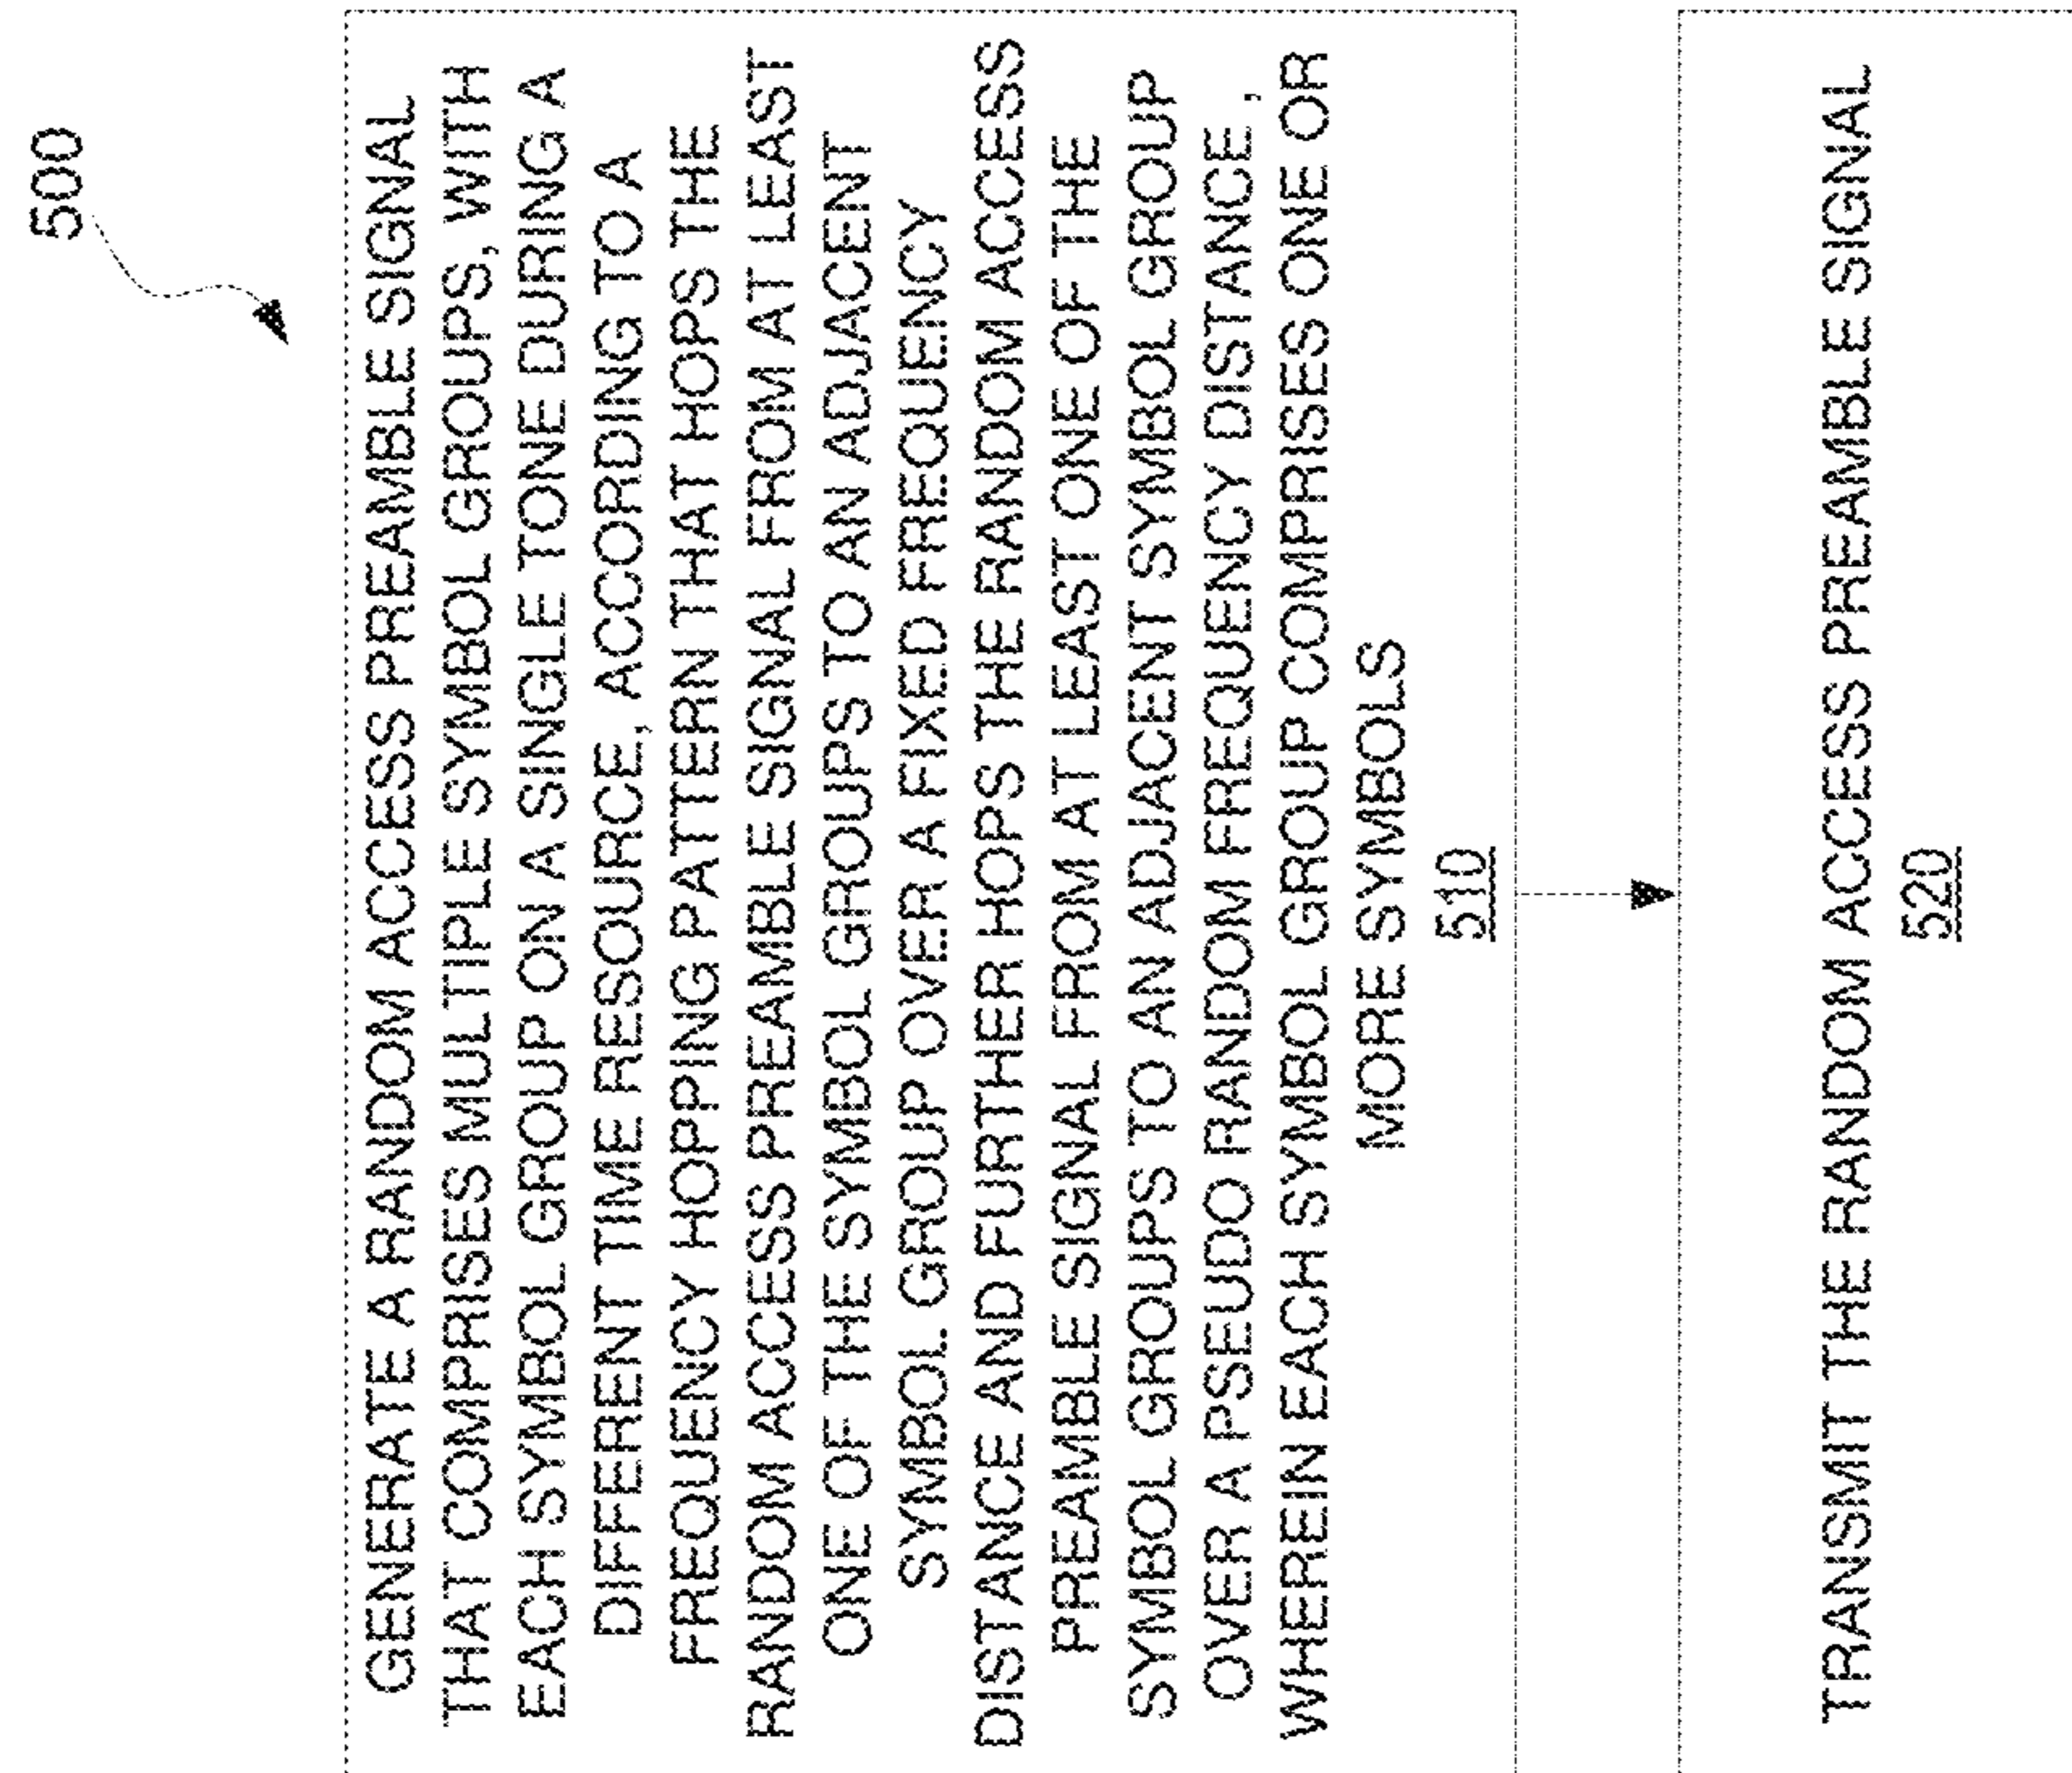 500
GENERATE A RANDOM ACCESS PREAMBLE SIGNAL
THAT COMPRISES MULTIPLE SYMBOL GROUPS, WITH
EACH SYMBOL GROUP ON A SINGLE TONE DURING A
DIFFERENT TIME RESOURCE, ACCORDING TO A
FREQUENCY HOPPING PATTERN THAT HOPS THE
RANDOM ACCESS PREAMBLE SIGNAL FROM AT LEAST
ONE OF THE SYMBOL GROUPS TO AN ADJACENT
SYMBOL GROUP OVER A FIXED FREQUENCY
DISTANCE AND FURTHER HOPS THE RANDOM ACCESS
PREAMBLE SIGNAL FROM AT LEAST ONE OF THE
SYMBOL GROUPS TO AN ADJACENT SYMBOL GROUP
OVER A PSEUDO RANDOM FREQUENCY DISTANCE ,
WHEREIN EACH SYMBOL GROUP COMPRISES ONE OR
MORE SYMBOLS
510
TRANSMIT THE RANDOM ACCESS PREAMBLE SIGNAL
520